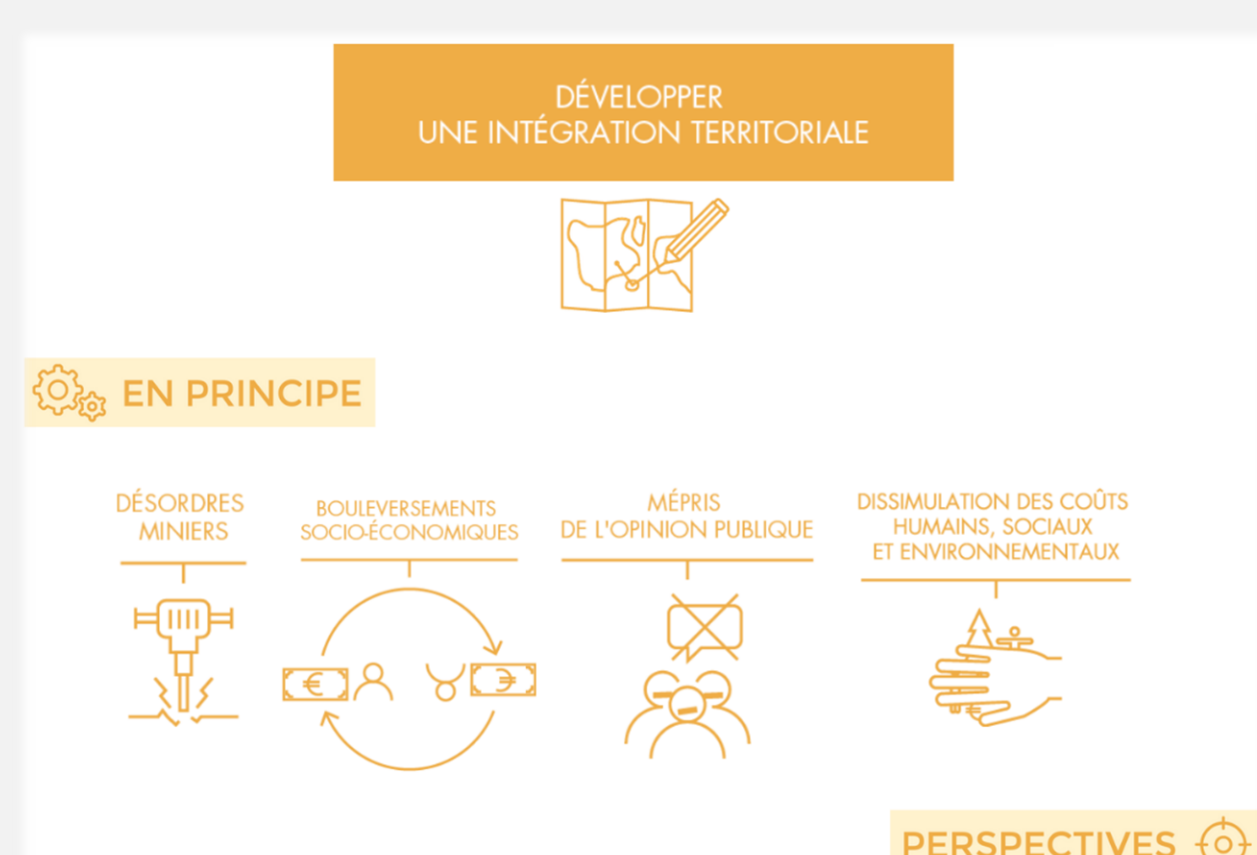 DÉVELOPPER
UNE INTÉGRATION TERRITORIALE
EN PRINCIPE
DÉSORDRES
MINIERS
BOULEVERSEMENTS
SOCIO-ÉCONOMIQUES
MÉPRIS
DE L'OPINION PUBLIQUE
DISSIMULATION DES COÛTS
HUMAINS, SOCIAUX
ET ENVIRONNEMENTAUX
PERSPECTIVES